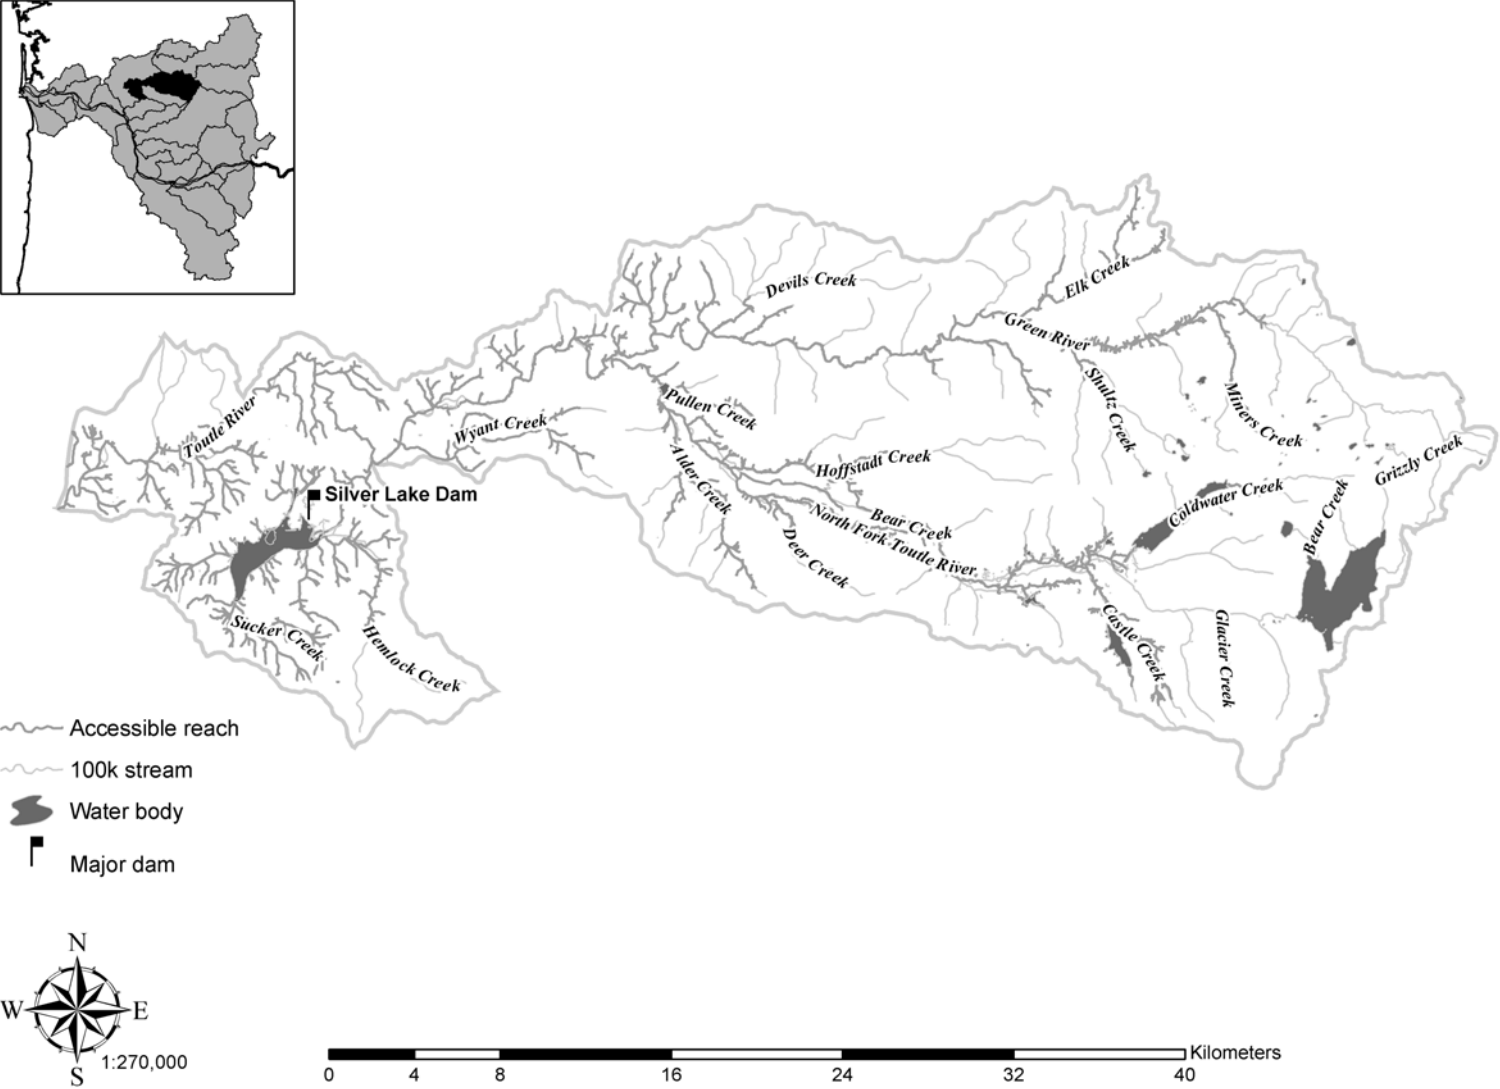 Devils Creek
Elk Creek
Green River
Shultz Creek
Miners Creek
Grizzly Creek
Pullen Creek
Toutle River
Wyant Creek
Alder Creek
Hoffstadt Creek
Silver Lake Dam
Coldwater Creek
Bear Creek
Bear Creek
North Fork Toutle River
Deer Creek
Sucker Creek
Hemlock Creek
Castle Creek
Glacier Creek
Accessible reach
100k stream
Water body
Major dam
N
W
E
S
1:270,000
Kilometers
0 4 8 16 24 32 40